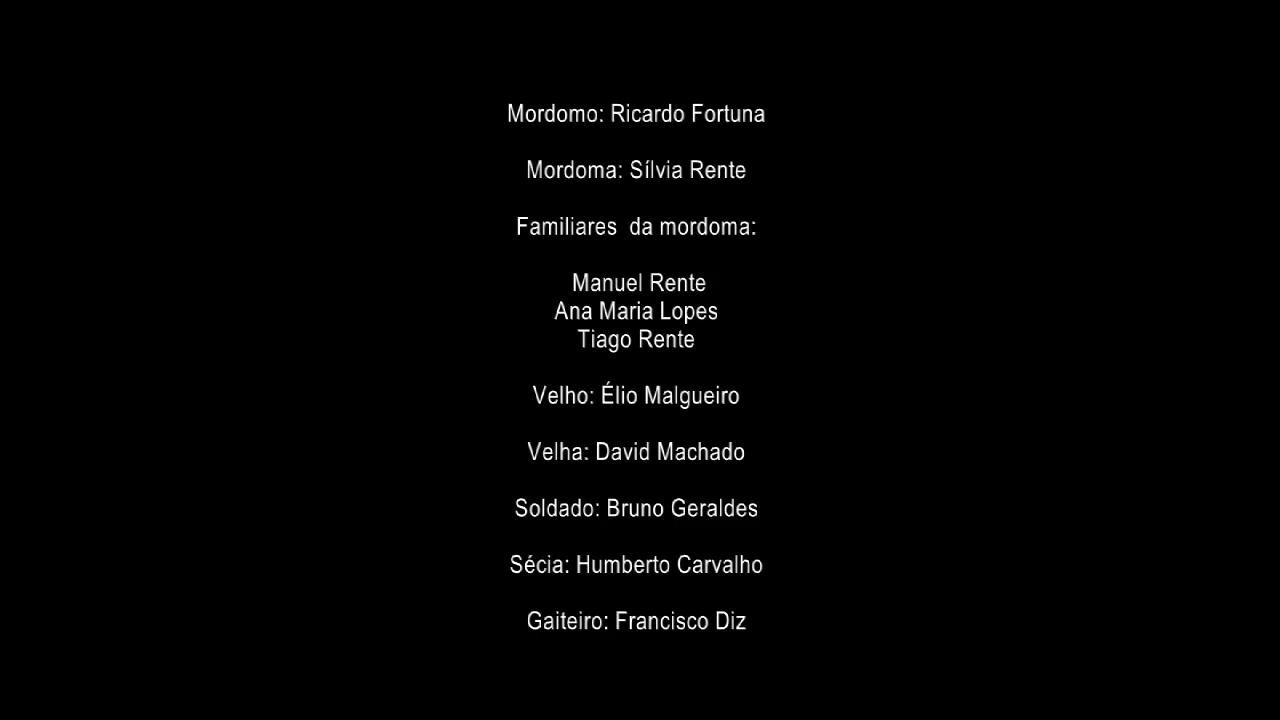 Mordomo: Ricardo Fortuna
Mordoma: Sílvia Rente
Familiares  da mordoma:
Manuel Rente
Ana Maria Lopes
Tiago Rente
Velho: Élio Malgueiro
Velha: David Machado
Soldado: Bruno Geraldes
Sécia: Humberto Carvalho
Gaiteiro: Francisco Diz